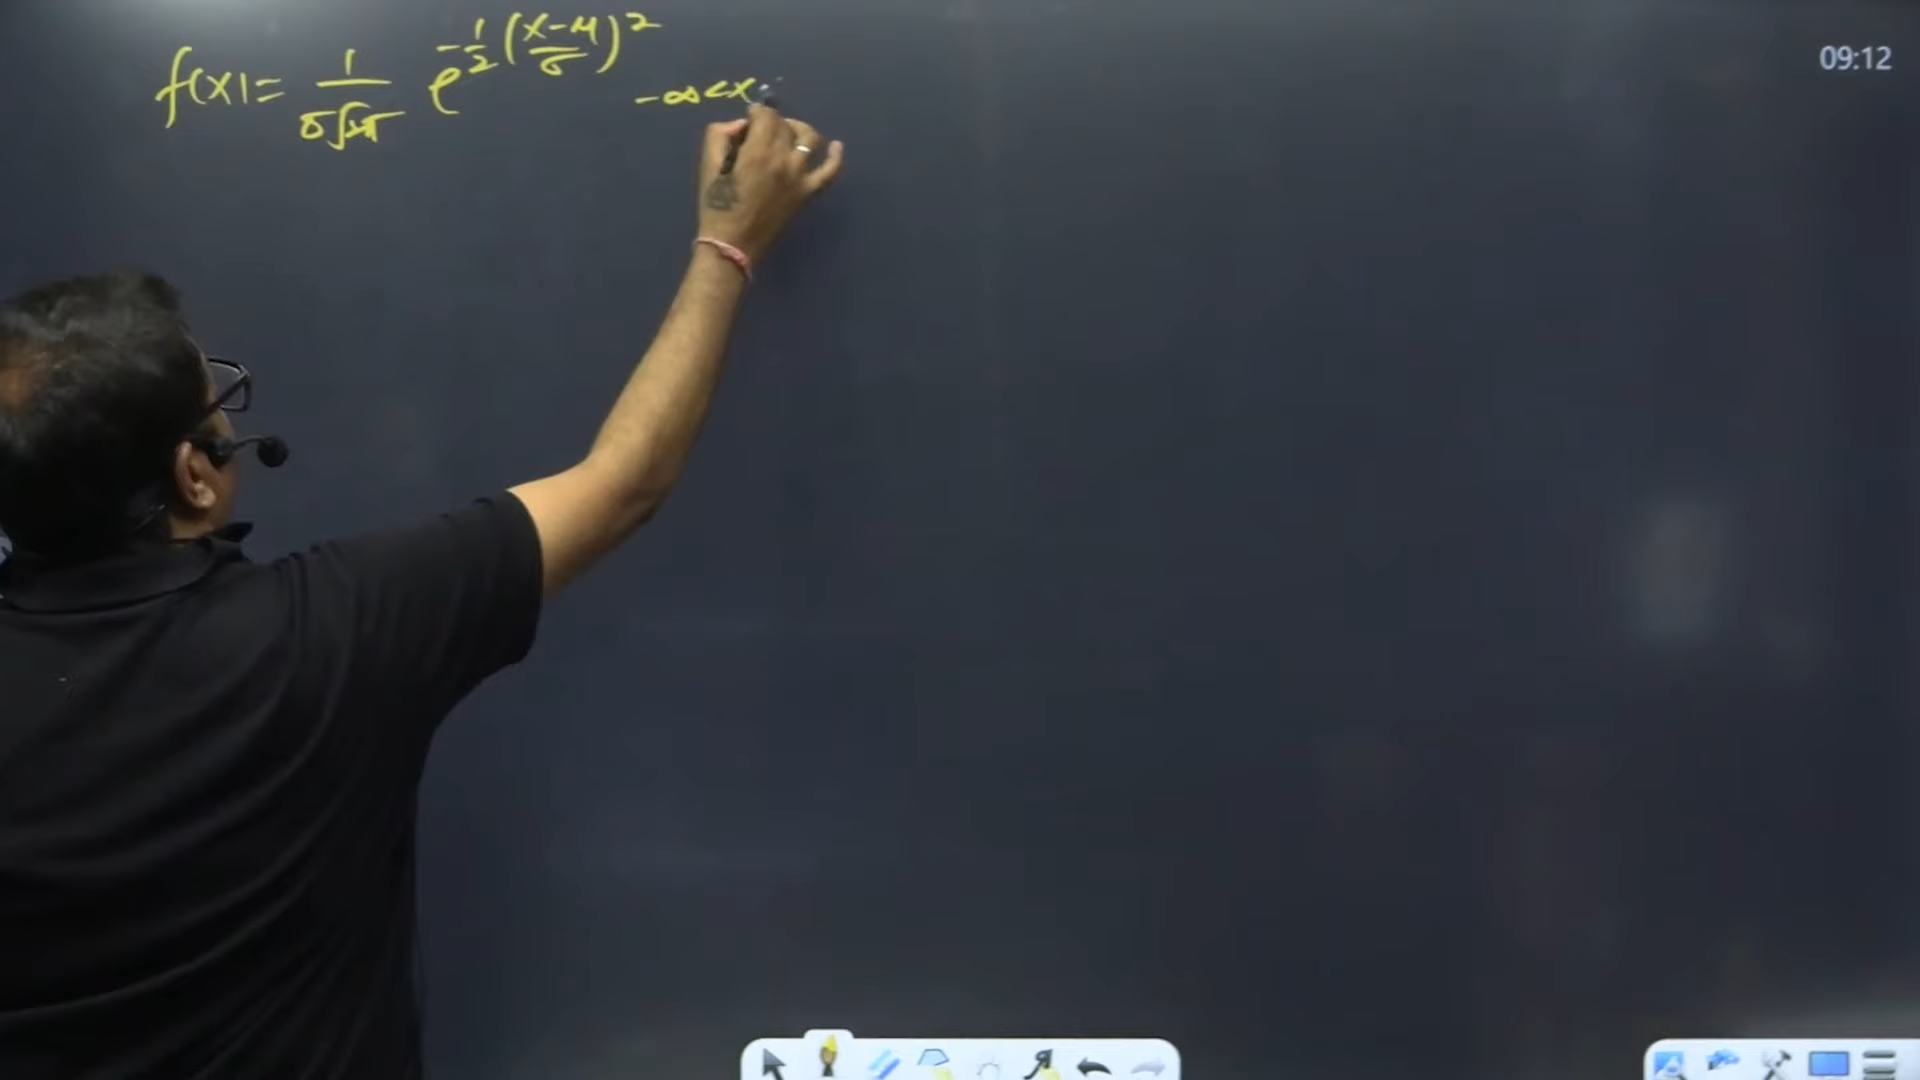 09:12
f(x) = 1/σ√2π e^-1/2(x-μ/σ)^2
-∞<x